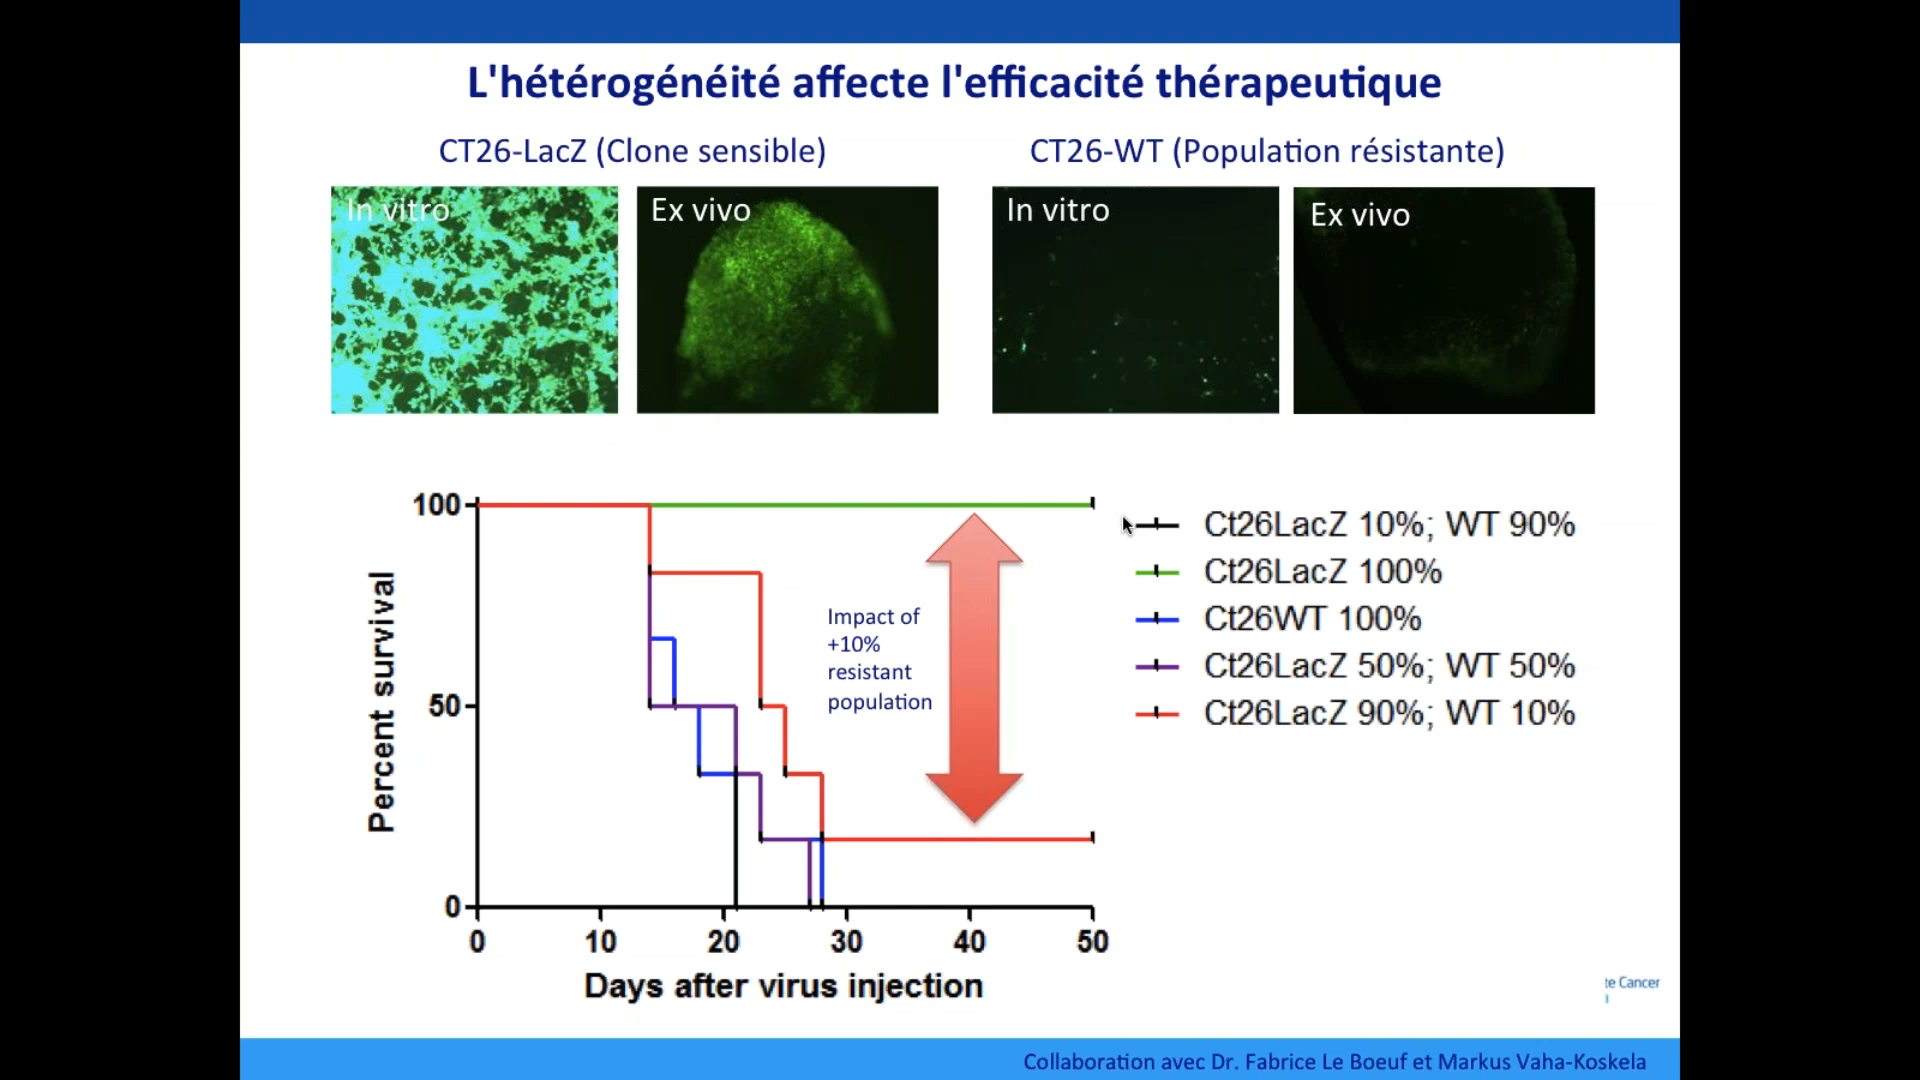 L'hétérogénéité affecte l'efficacité thérapeutique
CT26-LacZ (Clone sensible)
CT26-WT (Population résistante)
In vitro
Ex vivo
In vitro
Ex vivo
100
50
0
Percent survival
0 10 20 30 40 50
Days after virus injection
Impact of
+10%
resistant
population
Ct26LacZ 10%; WT 90%
Ct26LacZ 100%
Ct26WT 100%
Ct26LacZ 50%; WT 50%
Ct26LacZ 90%; WT 10%
te Cancer
Collaboration avec Dr. Fabrice Le Boeuf et Markus Vaha-Koskela